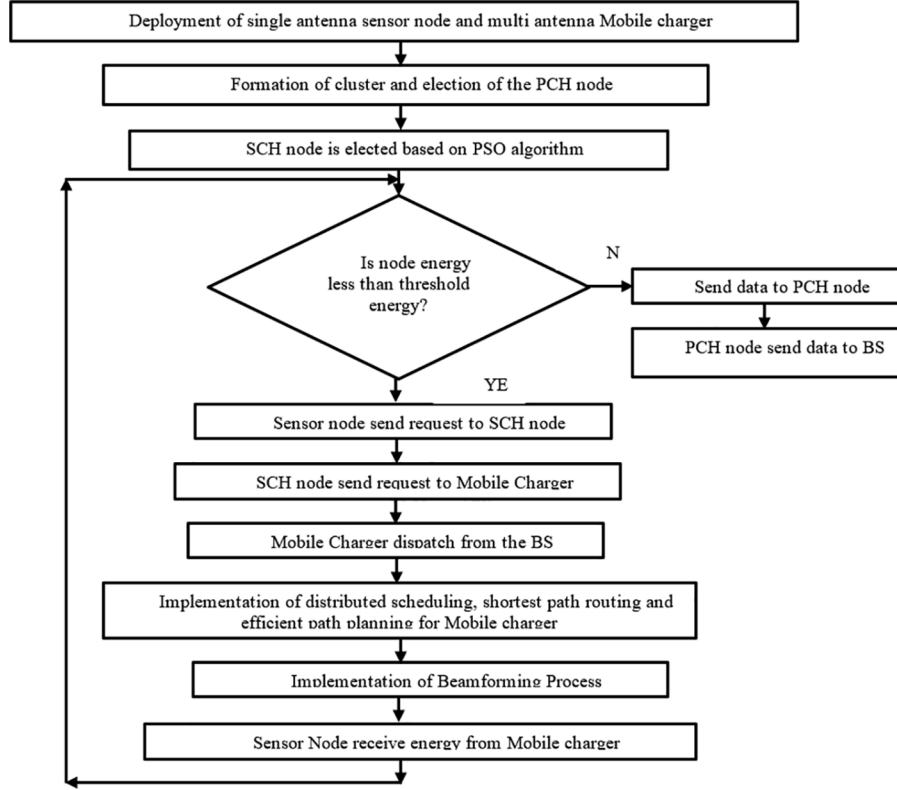 Deployment of single antenna sensor node and multi antenna Mobile charger
Formation of cluster and election of the PCH node
SCH node is elected based on PSO algorithm
Is node energy
less than threshold
energy?
N
Send data to PCH node
PCH node send data to BS
YE
Sensor node send request to SCH node
SCH node send request to Mobile Charger
Mobile Charger dispatch from the BS
Implementation of distributed scheduling, shortest path routing and
efficient path planning for Mobile charger
Implementation of Beamforming Process
Sensor Node receive energy from Mobile charger